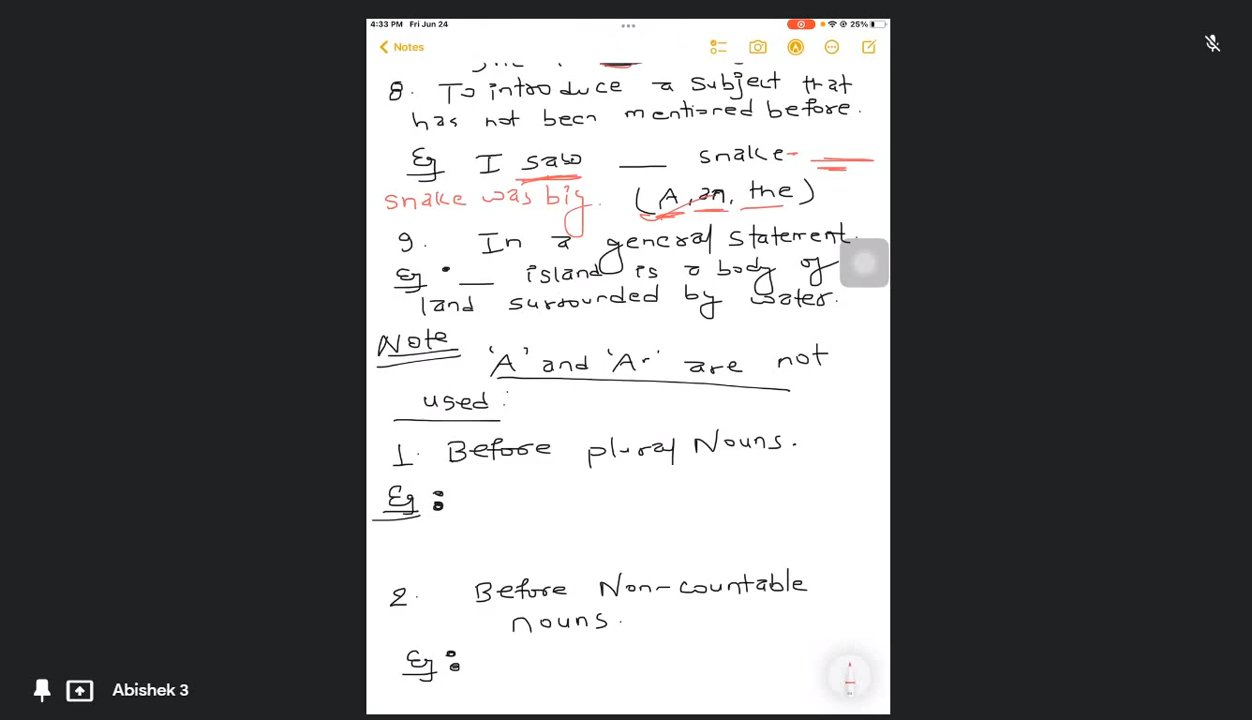 4:33 PM Fri Jun 24
25%
Notes
8. To introduce a subject that
has not been mentioned before.
Eg I saw ___ snake- ___
snake was big. (A, an, the)
9. In a general statement.
Eg • ___ island is a body of
land surrounded by water.
Note
'A' and 'An' are not
used:
1. Before plural Nouns.
Eg :
2. Before Non-countable
nouns.
Eg :
Abishek 3